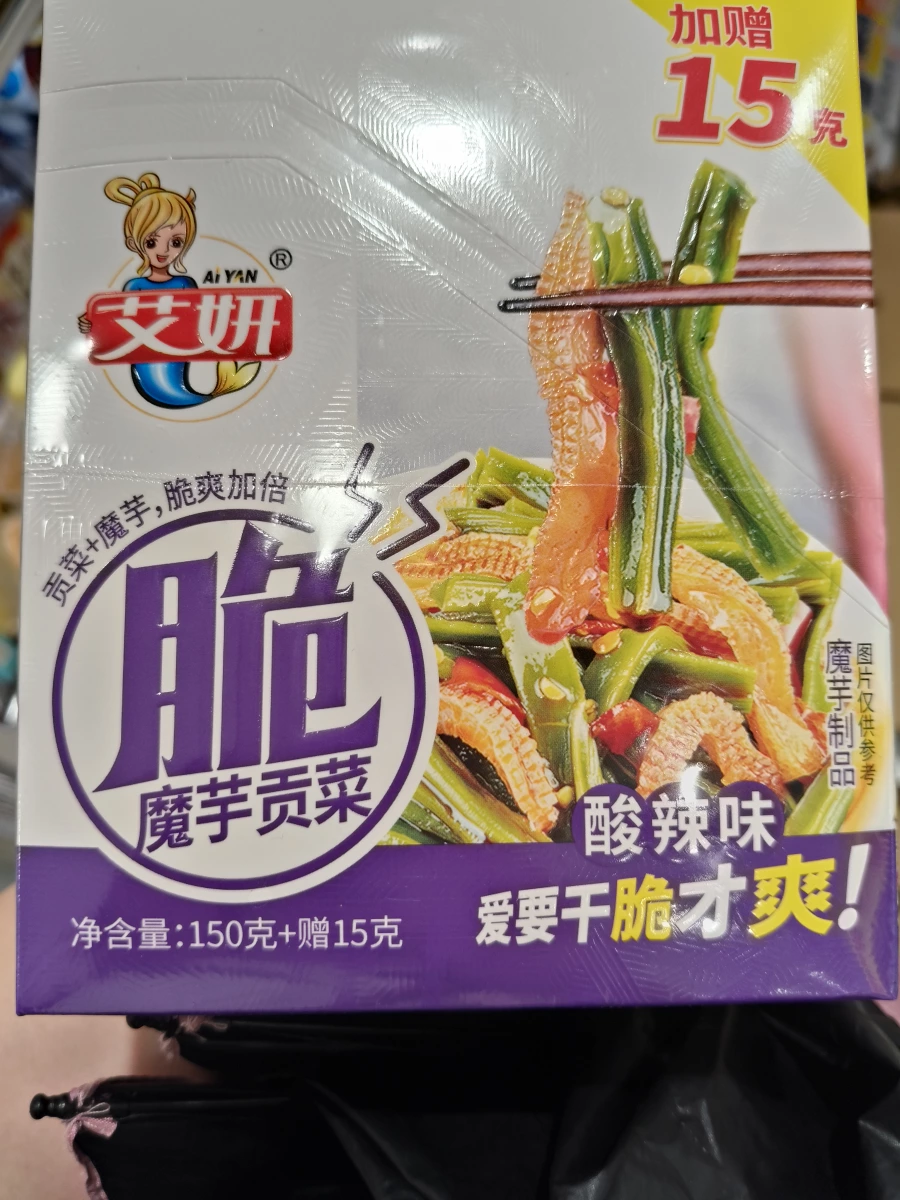 加赠
15克
AI YAN
®
艾妍
贡菜+魔芋,脆爽加倍
脆
魔芋贡菜
魔芋制品
图片仅供参考
酸辣味
爱要干脆才爽!
净含量:150克+赠15克